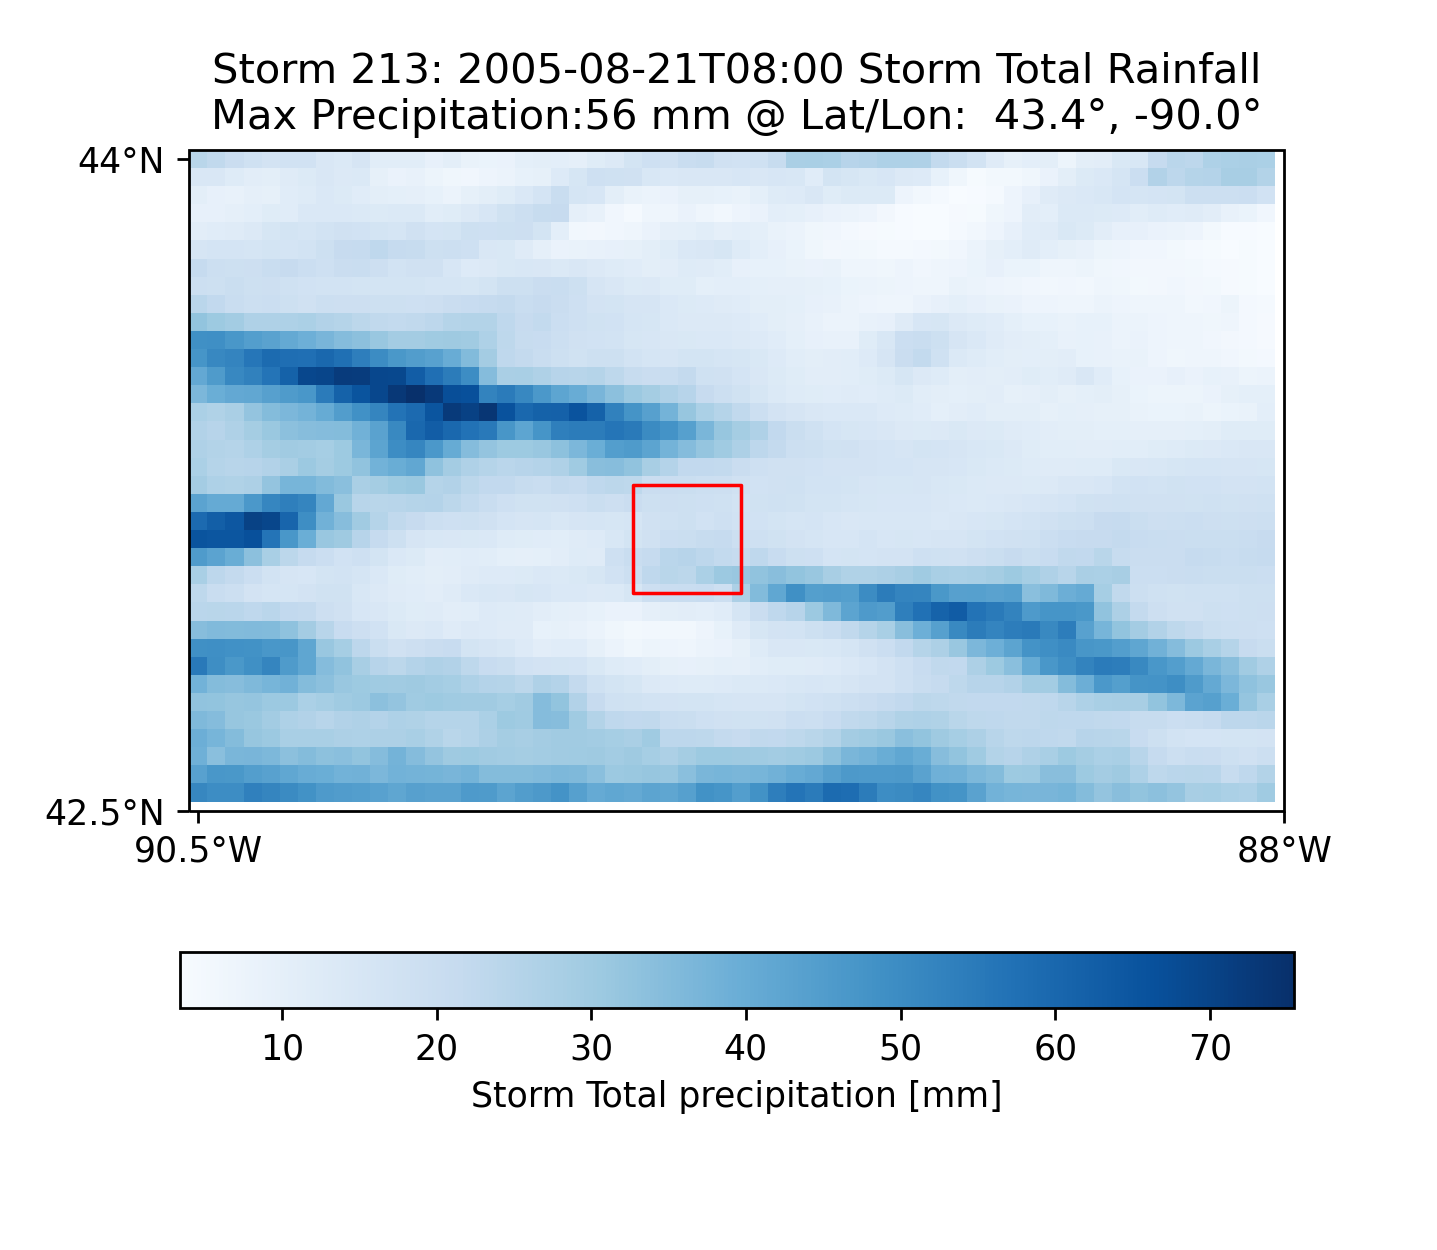 Storm 213: 2005-08-21T08:00 Storm Total Rainfall
Max Precipitation:56 mm @ Lat/Lon:  43.4°, -90.0°
44°N
42.5°N
90.5°W 88°W
10 20 30 40 50 60 70
Storm Total precipitation [mm]